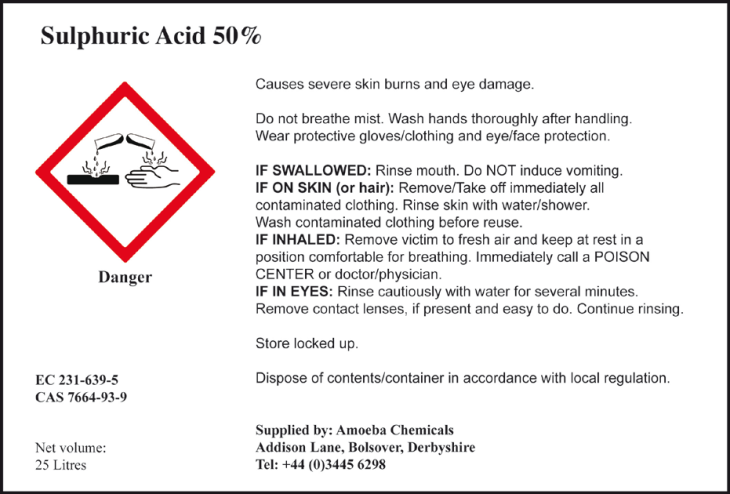 Sulphuric Acid 50%
Causes severe skin burns and eye damage.
Do not breathe mist. Wash hands thoroughly after handling.
Wear protective gloves/clothing and eye/face protection.
IF SWALLOWED: Rinse mouth. Do NOT induce vomiting.
IF ON SKIN (or hair): Remove/Take off immediately all
contaminated clothing. Rinse skin with water/shower.
Wash contaminated clothing before reuse.
IF INHALED: Remove victim to fresh air and keep at rest in a
position comfortable for breathing. Immediately call a POISON
CENTER or doctor/physician.
IF IN EYES: Rinse cautiously with water for several minutes.
Remove contact lenses, if present and easy to do. Continue rinsing.
Store locked up.
Dispose of contents/container in accordance with local regulation.
Danger
EC 231-639-5
CAS 7664-93-9
Net volume:
25 Litres
Supplied by: Amoeba Chemicals
Addison Lane, Bolsover, Derbyshire
Tel: +44 (0)3445 6298